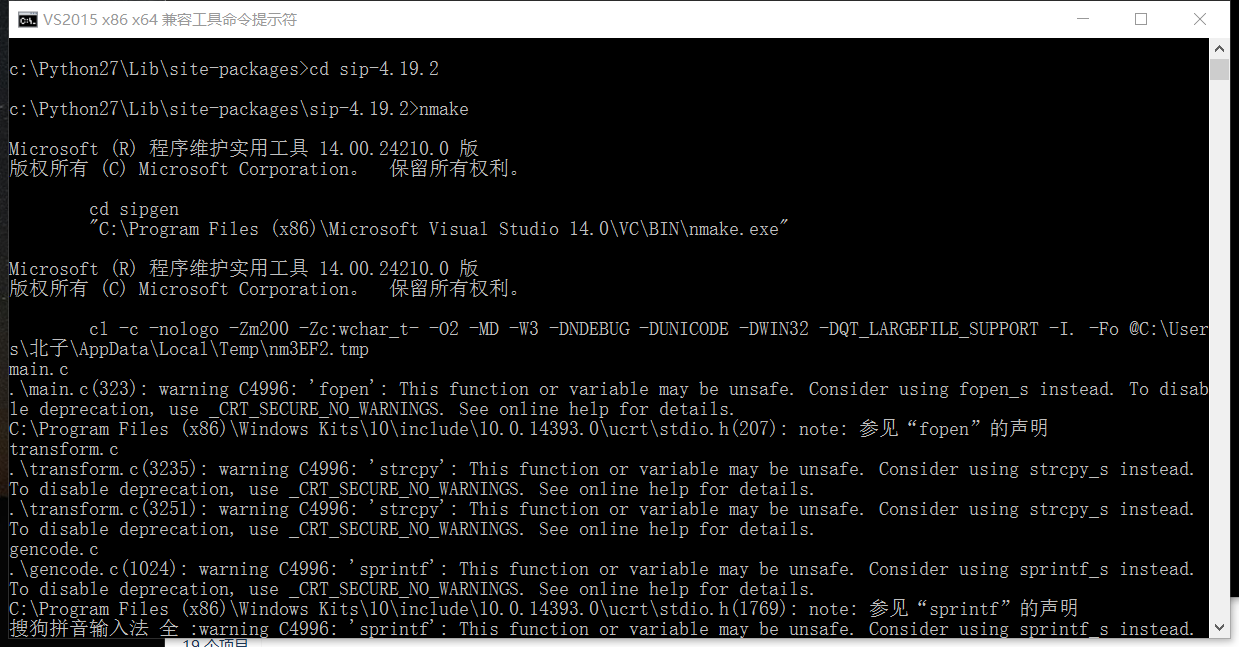 VS2015 x86 x64 兼容工具命令提示符
c:\Python27\Lib\site-packages>cd sip-4.19.2
c:\Python27\Lib\site-packages\sip-4.19.2>nmake
Microsoft (R) 程序维护实用工具 14.00.24210.0 版
版权所有 (C) Microsoft Corporation。  保留所有权利。
cd sipgen
"C:\Program Files (x86)\Microsoft Visual Studio 14.0\VC\BIN\nmake.exe"
Microsoft (R) 程序维护实用工具 14.00.24210.0 版
版权所有 (C) Microsoft Corporation。  保留所有权利。
cl -c -nologo -Zm200 -Zc:wchar_t- -O2 -MD -W3 -DNDEBUG -DUNICODE -DWIN32 -DQT_LARGEFILE_SUPPORT -I. -Fo @C:\User
s\北子\AppData\Local\Temp\nm3EF2.tmp
main.c
.\main.c(323): warning C4996: 'fopen': This function or variable may be unsafe. Consider using fopen_s instead. To disab
le deprecation, use _CRT_SECURE_NO_WARNINGS. See online help for details.
C:\Program Files (x86)\Windows Kits\10\include\10.0.14393.0\ucrt\stdio.h(207): note: 参见“fopen”的声明
transform.c
.\transform.c(3235): warning C4996: 'strcpy': This function or variable may be unsafe. Consider using strcpy_s instead.
To disable deprecation, use _CRT_SECURE_NO_WARNINGS. See online help for details.
.\transform.c(3251): warning C4996: 'strcpy': This function or variable may be unsafe. Consider using strcpy_s instead.
To disable deprecation, use _CRT_SECURE_NO_WARNINGS. See online help for details.
gencode.c
.\gencode.c(1024): warning C4996: 'sprintf': This function or variable may be unsafe. Consider using sprintf_s instead.
To disable deprecation, use _CRT_SECURE_NO_WARNINGS. See online help for details.
C:\Program Files (x86)\Windows Kits\10\include\10.0.14393.0\ucrt\stdio.h(1769): note: 参见“sprintf”的声明
搜狗拼音输入法 全 :warning C4996: 'sprintf': This function or variable may be unsafe. Consider using sprintf_s instead.
19 个项目